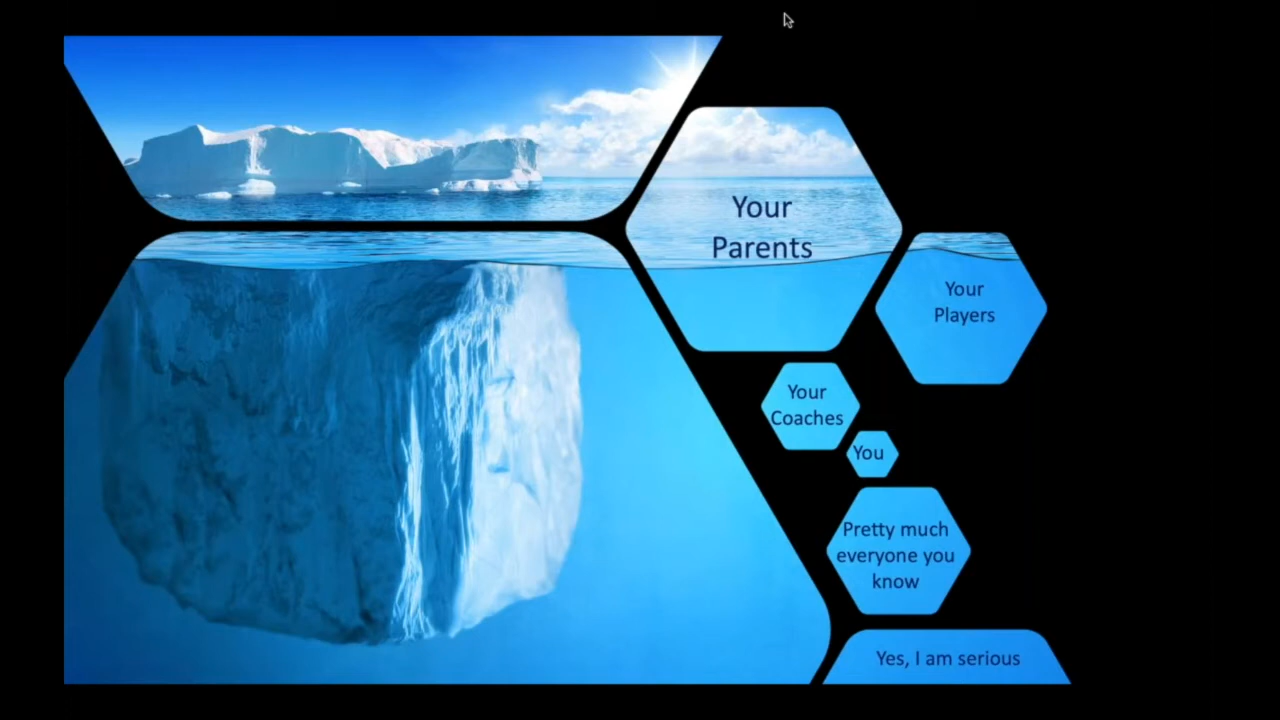 Your
Parents
Your
Players
Your
Coaches
You
Pretty much
everyone you
know
Yes, I am serious